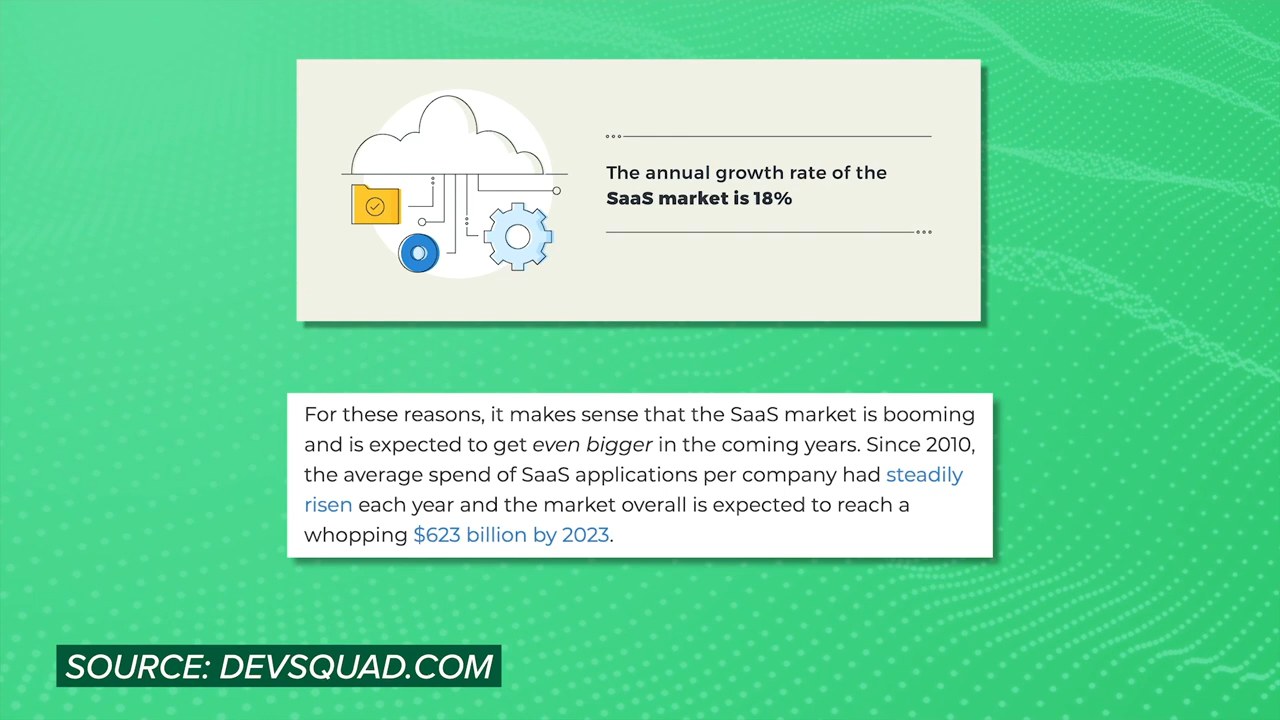 The annual growth rate of the
SaaS market is 18%
For these reasons, it makes sense that the SaaS market is booming
and is expected to get even bigger in the coming years. Since 2010,
the average spend of SaaS applications per company had steadily
risen each year and the market overall is expected to reach a
whopping $623 billion by 2023.
SOURCE: DEVSQUAD.COM